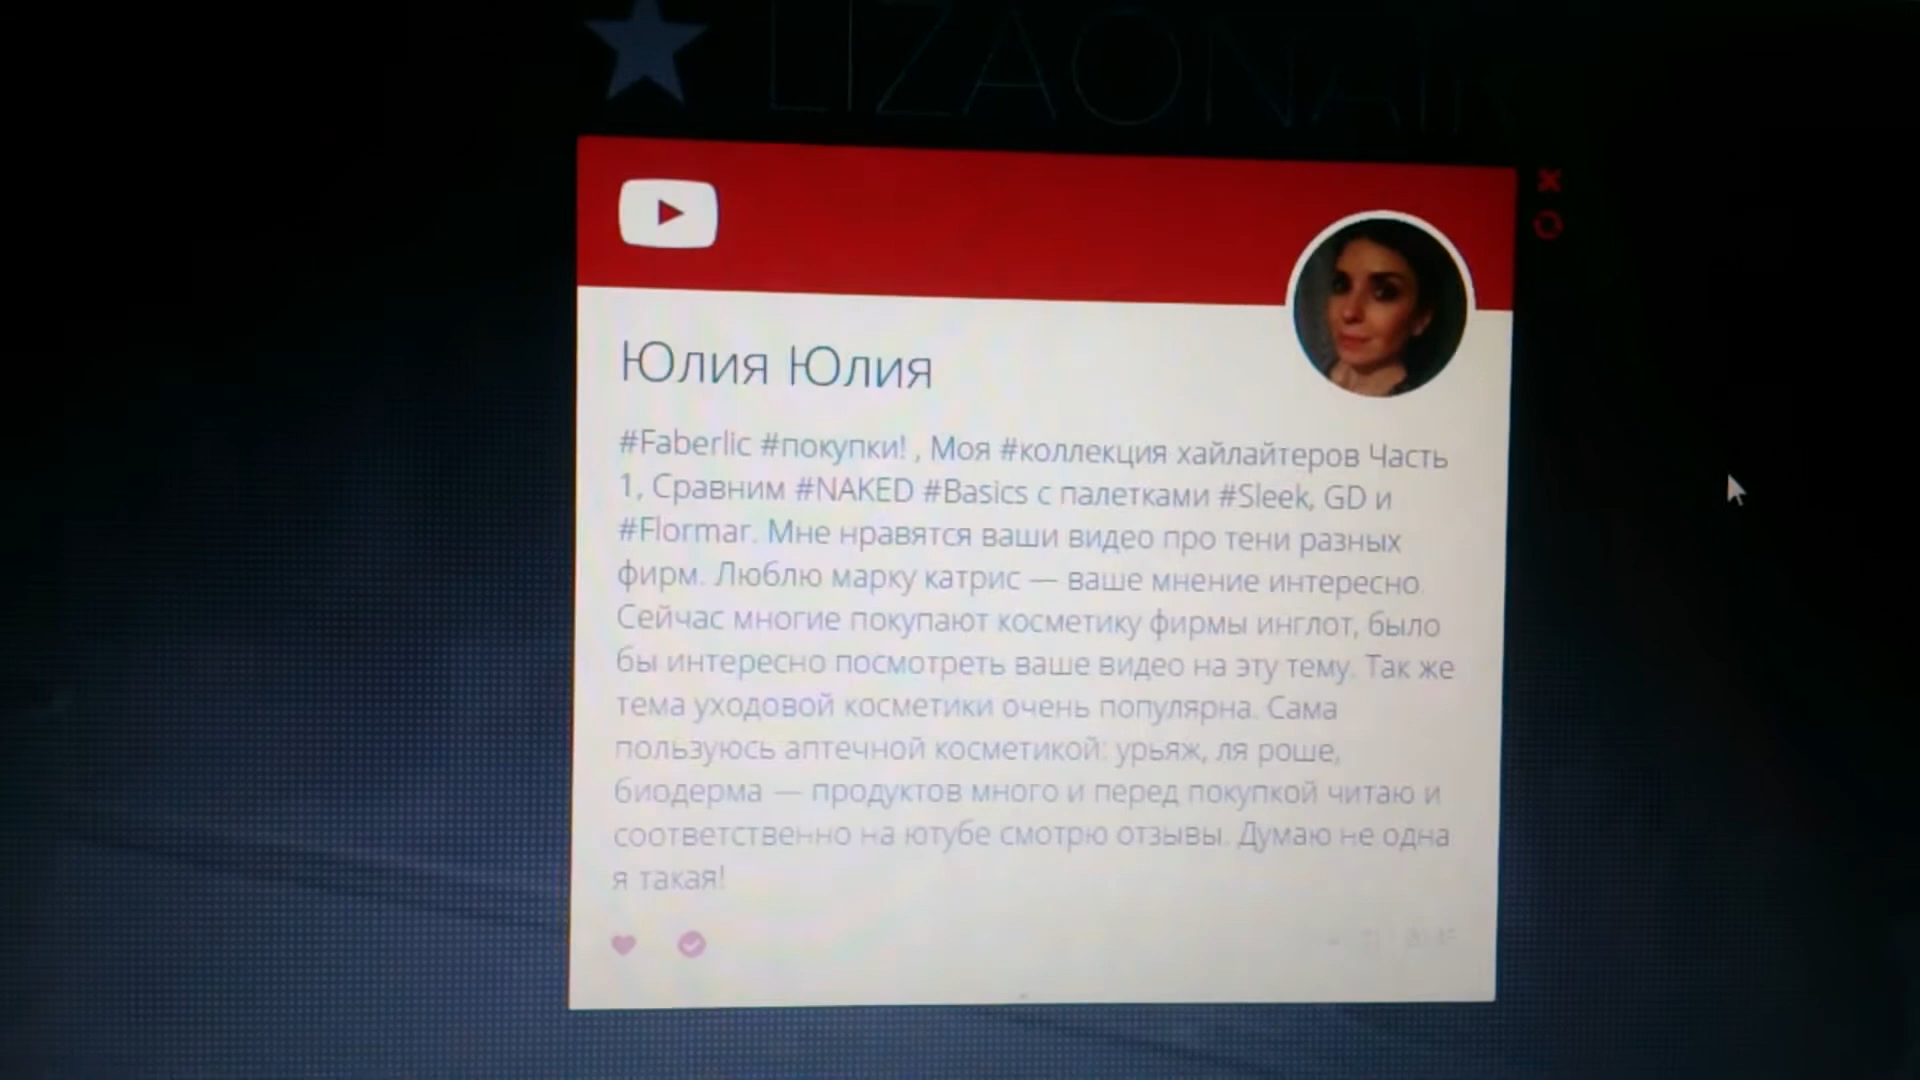 LIZAONAIR
Юлия Юлия
#Faberlic #покупки! , Моя #коллекция хайлайтеров Часть
1, Сравним #NAKED #Basics с палетками #Sleek, GD и
#Flormar. Мне нравятся ваши видео про тени разных
фирм. Люблю марку катрис — ваше мнение интересно.
Сейчас многие покупают косметику фирмы инглот, было
бы интересно посмотреть ваше видео на эту тему. Так же
тема уходовой косметики очень популярна. Сама
пользуюсь аптечной косметикой: урьяж, ля роше,
биодерма — продуктов много и перед покупкой читаю и
соответственно на ютубе смотрю отзывы. Думаю не одна
я такая!